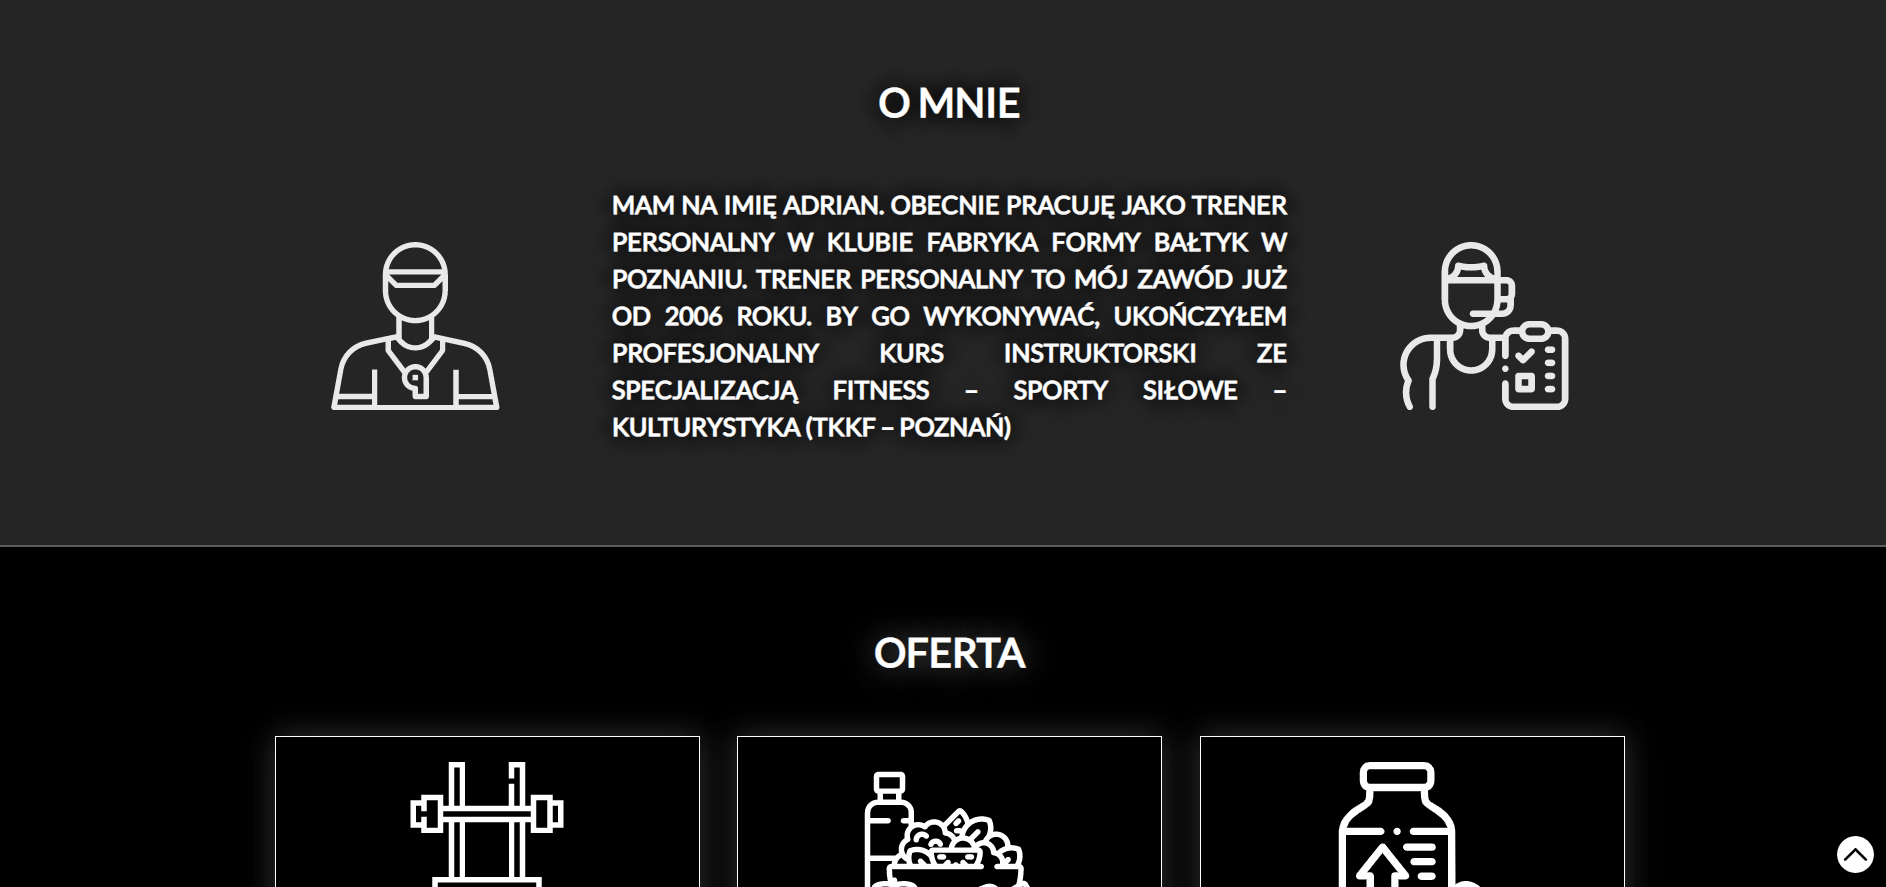 O MNIE
MAM NA IMIĘ ADRIAN. OBECNIE PRACUJĘ JAKO TRENER
PERSONALNY W KLUBIE FABRYKA FORMY BAŁTYK W
POZNANIU. TRENER PERSONALNY TO MÓJ ZAWÓD JUŻ
OD 2006 ROKU. BY GO WYKONYWAĆ, UKOŃCZYŁEM
PROFESJONALNY KURS INSTRUKTORSKI ZE
SPECJALIZACJĄ FITNESS – SPORTY SIŁOWE –
KULTURYSTYKA (TKKF – POZNAŃ)
OFERTA